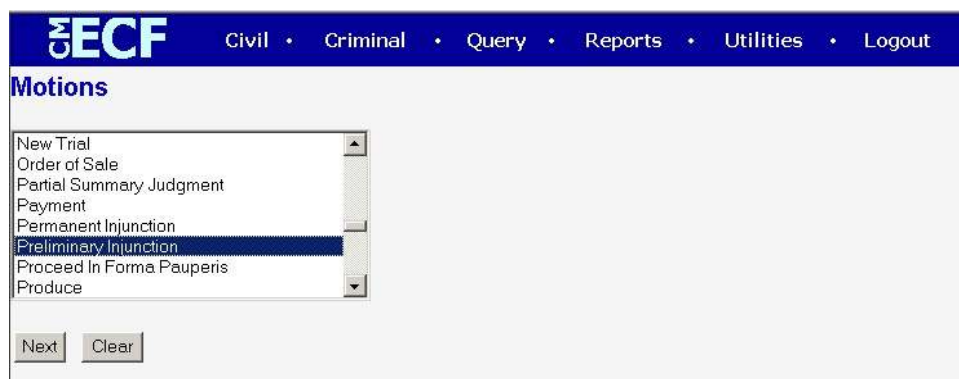 CM ECF Civil · Criminal · Query · Reports · Utilities · Logout
Motions
New Trial
Order of Sale
Partial Summary Judgment
Payment
Permanent Injunction
Preliminary Injunction
Proceed In Forma Pauperis
Produce
Next Clear